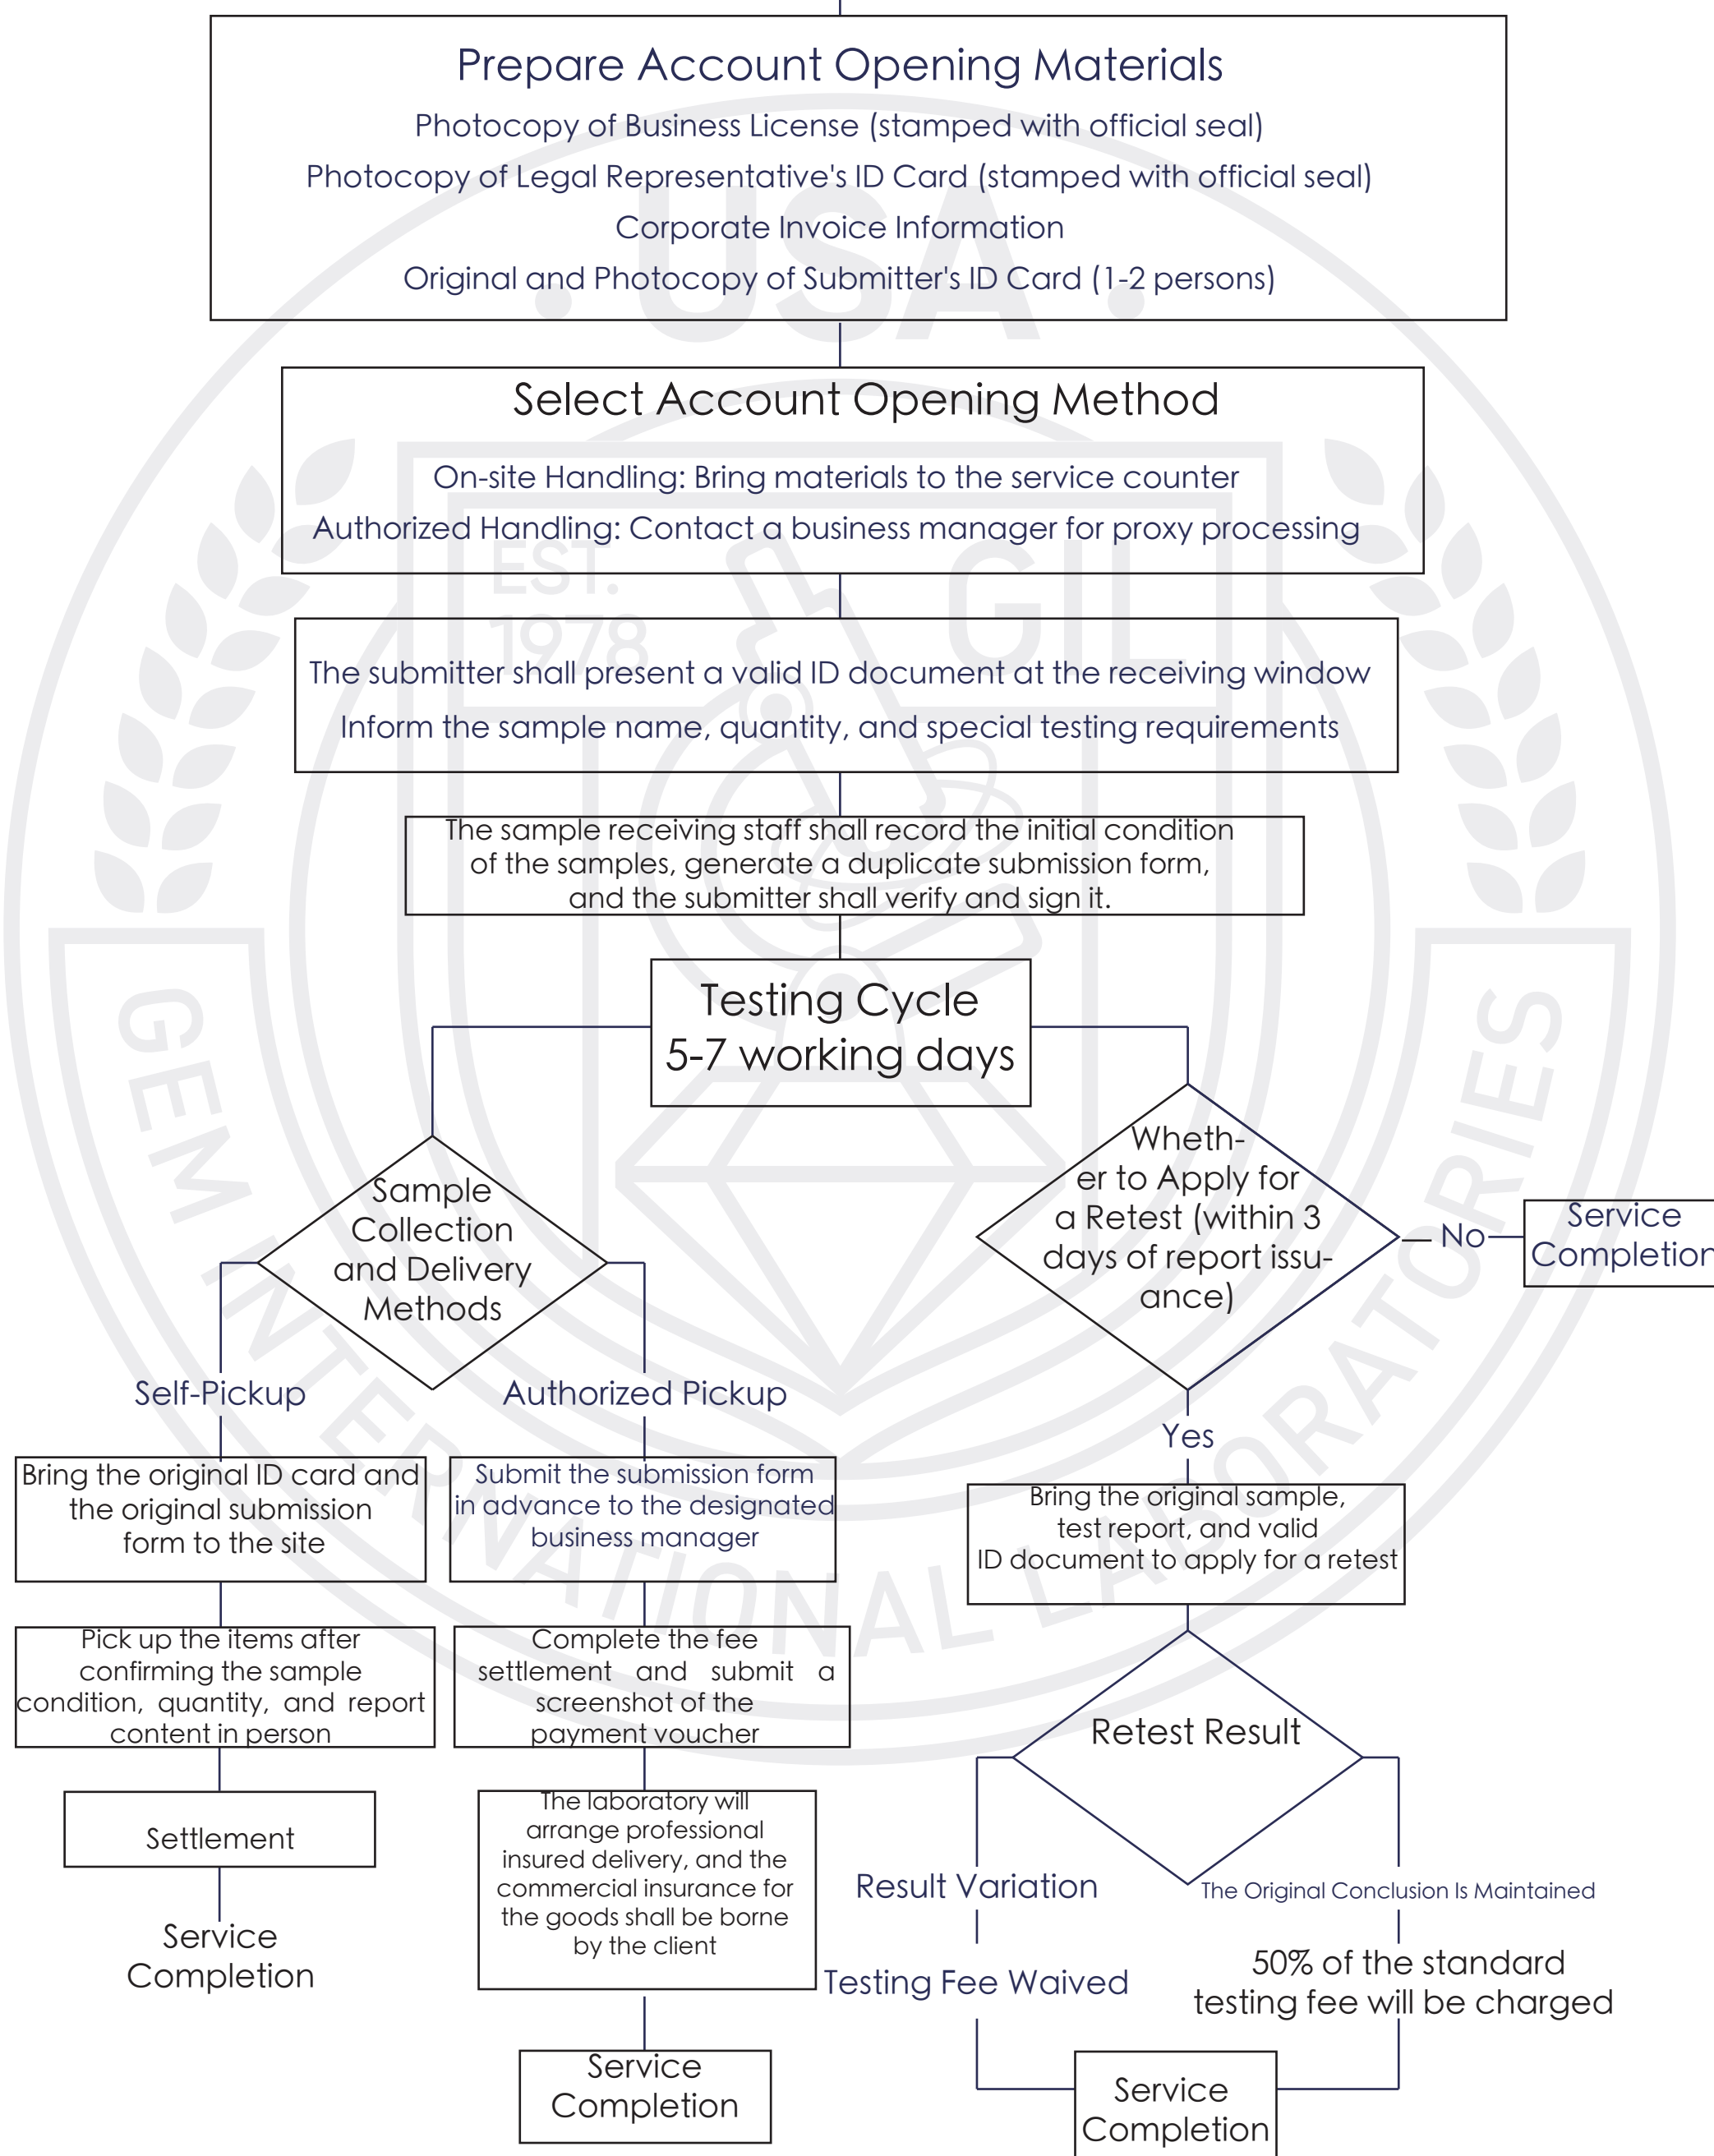 Prepare Account Opening Materials
Photocopy of Business License (stamped with official seal)
Photocopy of Legal Representative's ID Card (stamped with official seal)
Corporate Invoice Information
Original and Photocopy of Submitter's ID Card (1-2 persons)
· USA ·
Select Account Opening Method
On-site Handling: Bring materials to the service counter
Authorized Handling: Contact a business manager for proxy processing
EST.
1978
GIL
The submitter shall present a valid ID document at the receiving window
Inform the sample name, quantity, and special testing requirements
The sample receiving staff shall record the initial condition
of the samples, generate a duplicate submission form,
and the submitter shall verify and sign it.
Testing Cycle
5-7 working days
GEM INTERNATIONAL LABORATORIES
Sample
Collection
and Delivery
Methods
Self-Pickup
Authorized Pickup
Bring the original ID card and
the original submission
form to the site
Pick up the items after
confirming the sample
condition, quantity, and report
content in person
Settlement
Service
Completion
Submit the submission form
in advance to the designated
business manager
Complete the fee
settlement and submit a
screenshot of the
payment voucher
The laboratory will
arrange professional
insured delivery, and the
commercial insurance for
the goods shall be borne
by the client
Service
Completion
Wheth-
er to Apply for
a Retest (within 3
days of report issu-
ance)
No
Service
Completion
Yes
Bring the original sample,
test report, and valid
ID document to apply for a retest
Retest Result
Result Variation
Testing Fee Waived
The Original Conclusion Is Maintained
50% of the standard
testing fee will be charged
Service
Completion